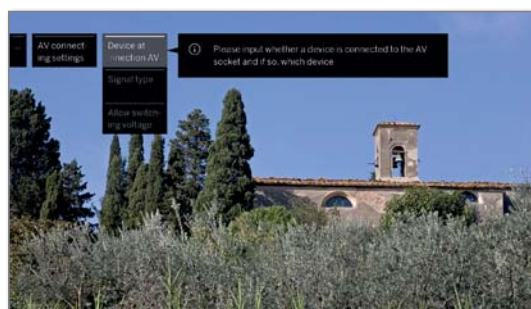 ...
AV connect-
ing settings
Device at
nnection AV
Signal type
Allow switch-
ing voltage
Please input whether a device is connected to the AV
socket and if so, which device